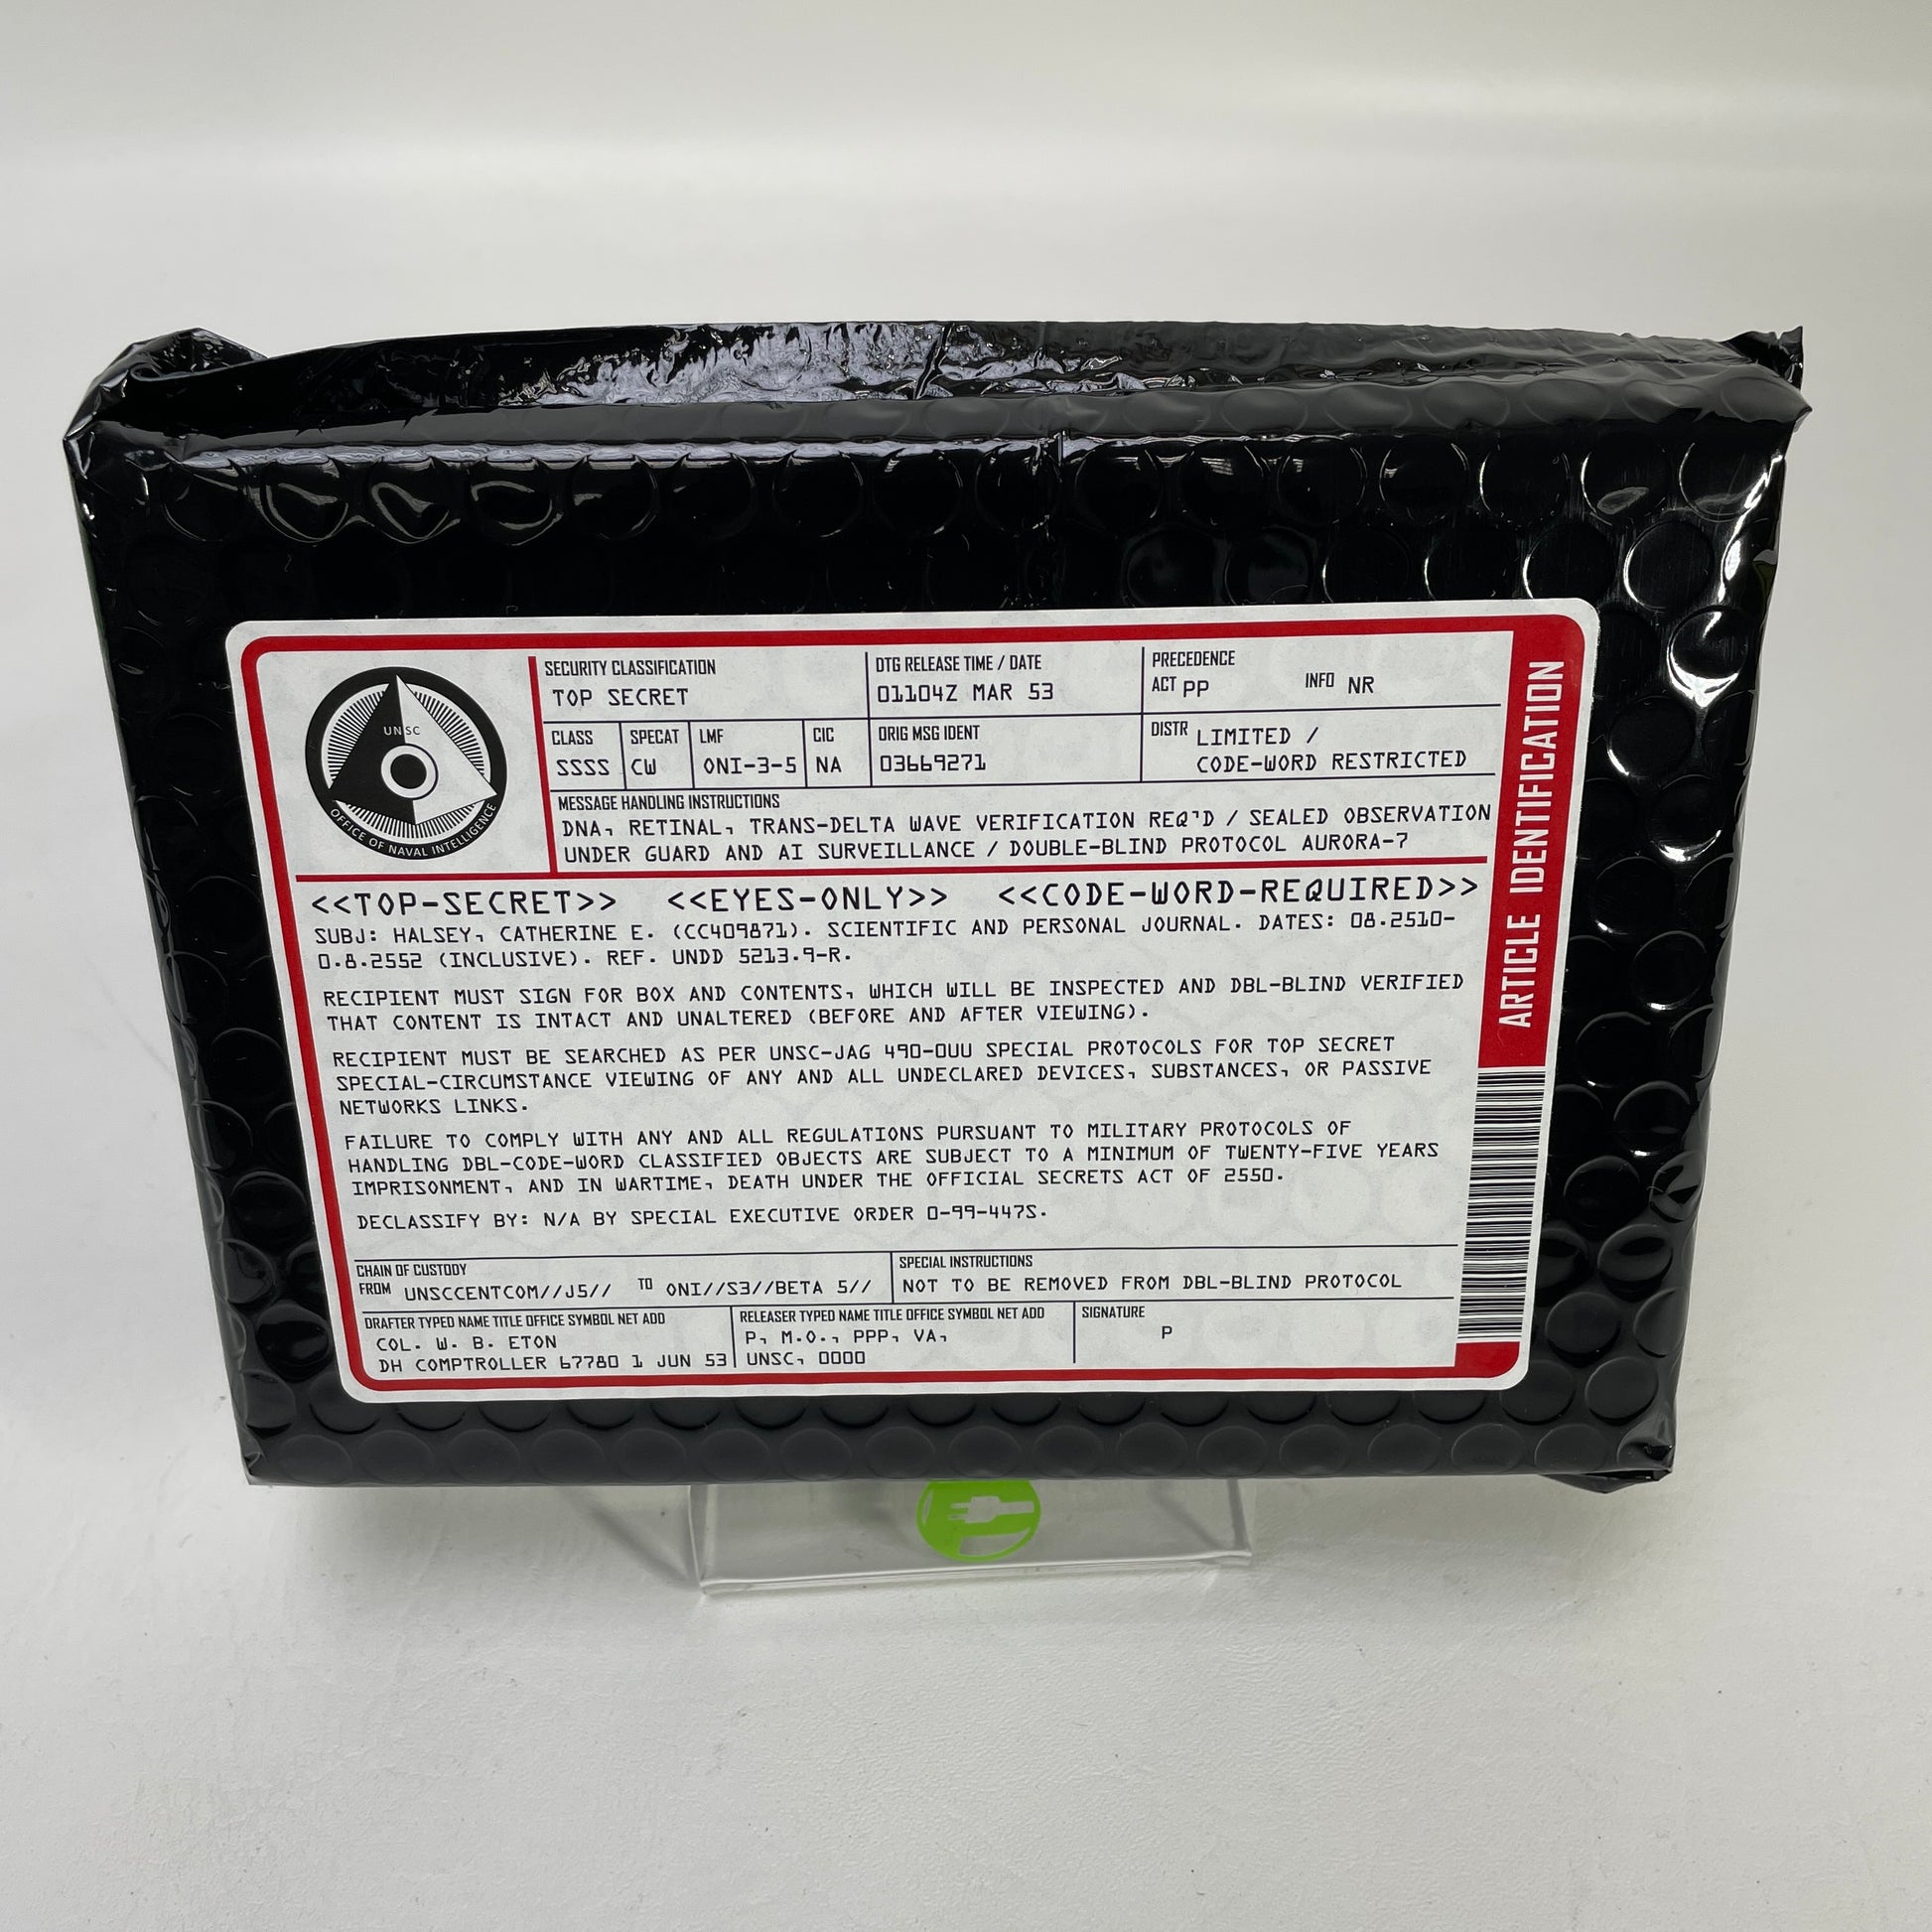 UNSC
OFFICE OF NAVAL INTELLIGENCE
SECURITY CLASSIFICATION
TOP SECRET
DTG RELEASE TIME / DATE
01104Z MAR 53
PRECEDENCE
ACT PP INFO NR
CLASS
SSSS
SPECAT
CW
LMF
ONI-3-5
CIC
NA
ORIG MSG IDENT
03669271
DISTR LIMITED /
CODE-WORD RESTRICTED
MESSAGE HANDLING INSTRUCTIONS
DNA, RETINAL, TRANS-DELTA WAVE VERIFICATION REQ'D / SEALED OBSERVATION
UNDER GUARD AND AI SURVEILLANCE / DOUBLE-BLIND PROTOCOL AURORA-7
<<TOP-SECRET>> <<EYES-ONLY>> <<CODE-WORD-REQUIRED>>
SUBJ: HALSEY, CATHERINE E. (CC409871). SCIENTIFIC AND PERSONAL JOURNAL. DATES: 08.2510-
0.8.2552 (INCLUSIVE). REF. UNDD 5213.9-R.
RECIPIENT MUST SIGN FOR BOX AND CONTENTS, WHICH WILL BE INSPECTED AND DBL-BLIND VERIFIED
THAT CONTENT IS INTACT AND UNALTERED (BEFORE AND AFTER VIEWING).
RECIPIENT MUST BE SEARCHED AS PER UNSC-JAG 490-OUU SPECIAL PROTOCOLS FOR TOP SECRET
SPECIAL-CIRCUMSTANCE VIEWING OF ANY AND ALL UNDECLARED DEVICES, SUBSTANCES, OR PASSIVE
NETWORKS LINKS.
FAILURE TO COMPLY WITH ANY AND ALL REGULATIONS PURSUANT TO MILITARY PROTOCOLS OF
HANDLING DBL-CODE-WORD CLASSIFIED OBJECTS ARE SUBJECT TO A MINIMUM OF TWENTY-FIVE YEARS
IMPRISONMENT, AND IN WARTIME, DEATH UNDER THE OFFICIAL SECRETS ACT OF 2550.
DECLASSIFY BY: N/A BY SPECIAL EXECUTIVE ORDER O-99-447S.
CHAIN OF CUSTODY
FROM UNSCCENTCOM//J5// TO ONI//S3//BETA 5//
SPECIAL INSTRUCTIONS
NOT TO BE REMOVED FROM DBL-BLIND PROTOCOL
DRAFTER TYPED NAME TITLE OFFICE SYMBOL NET ADD
COL. W. B. ETON
DH COMPTROLLER 67780 1 JUN 53
RELEASER TYPED NAME TITLE OFFICE SYMBOL NET ADD
P, M.O., PPP, VA,
UNSC, 0000
SIGNATURE
P
ARTICLE IDENTIFICATION